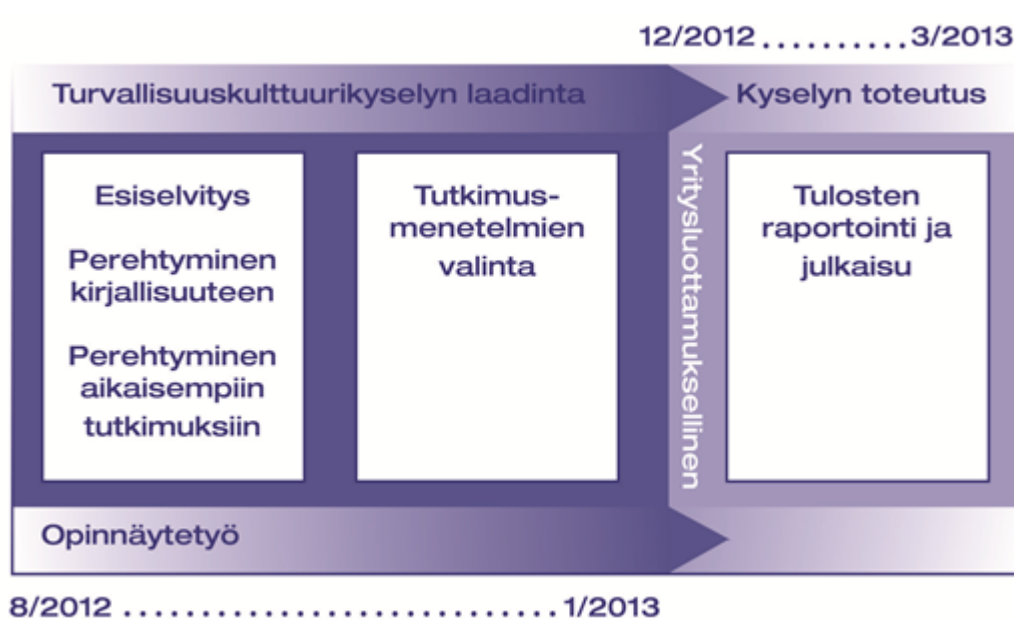 12/2012..........3/2013
Turvallisuuskulttuurikyselyn laadinta
Kyselyn toteutus
Esiselvitys
Perehtyminen
kirjallisuuteen
Perehtyminen
aikaisempiin
tutkimuksiin
Tutkimus-
menetelmien
valinta
Yritysluottamuksellinen
Tulosten
raportointi ja
julkaisu
Opinnäytetyö
8/2012 ............................1/2013